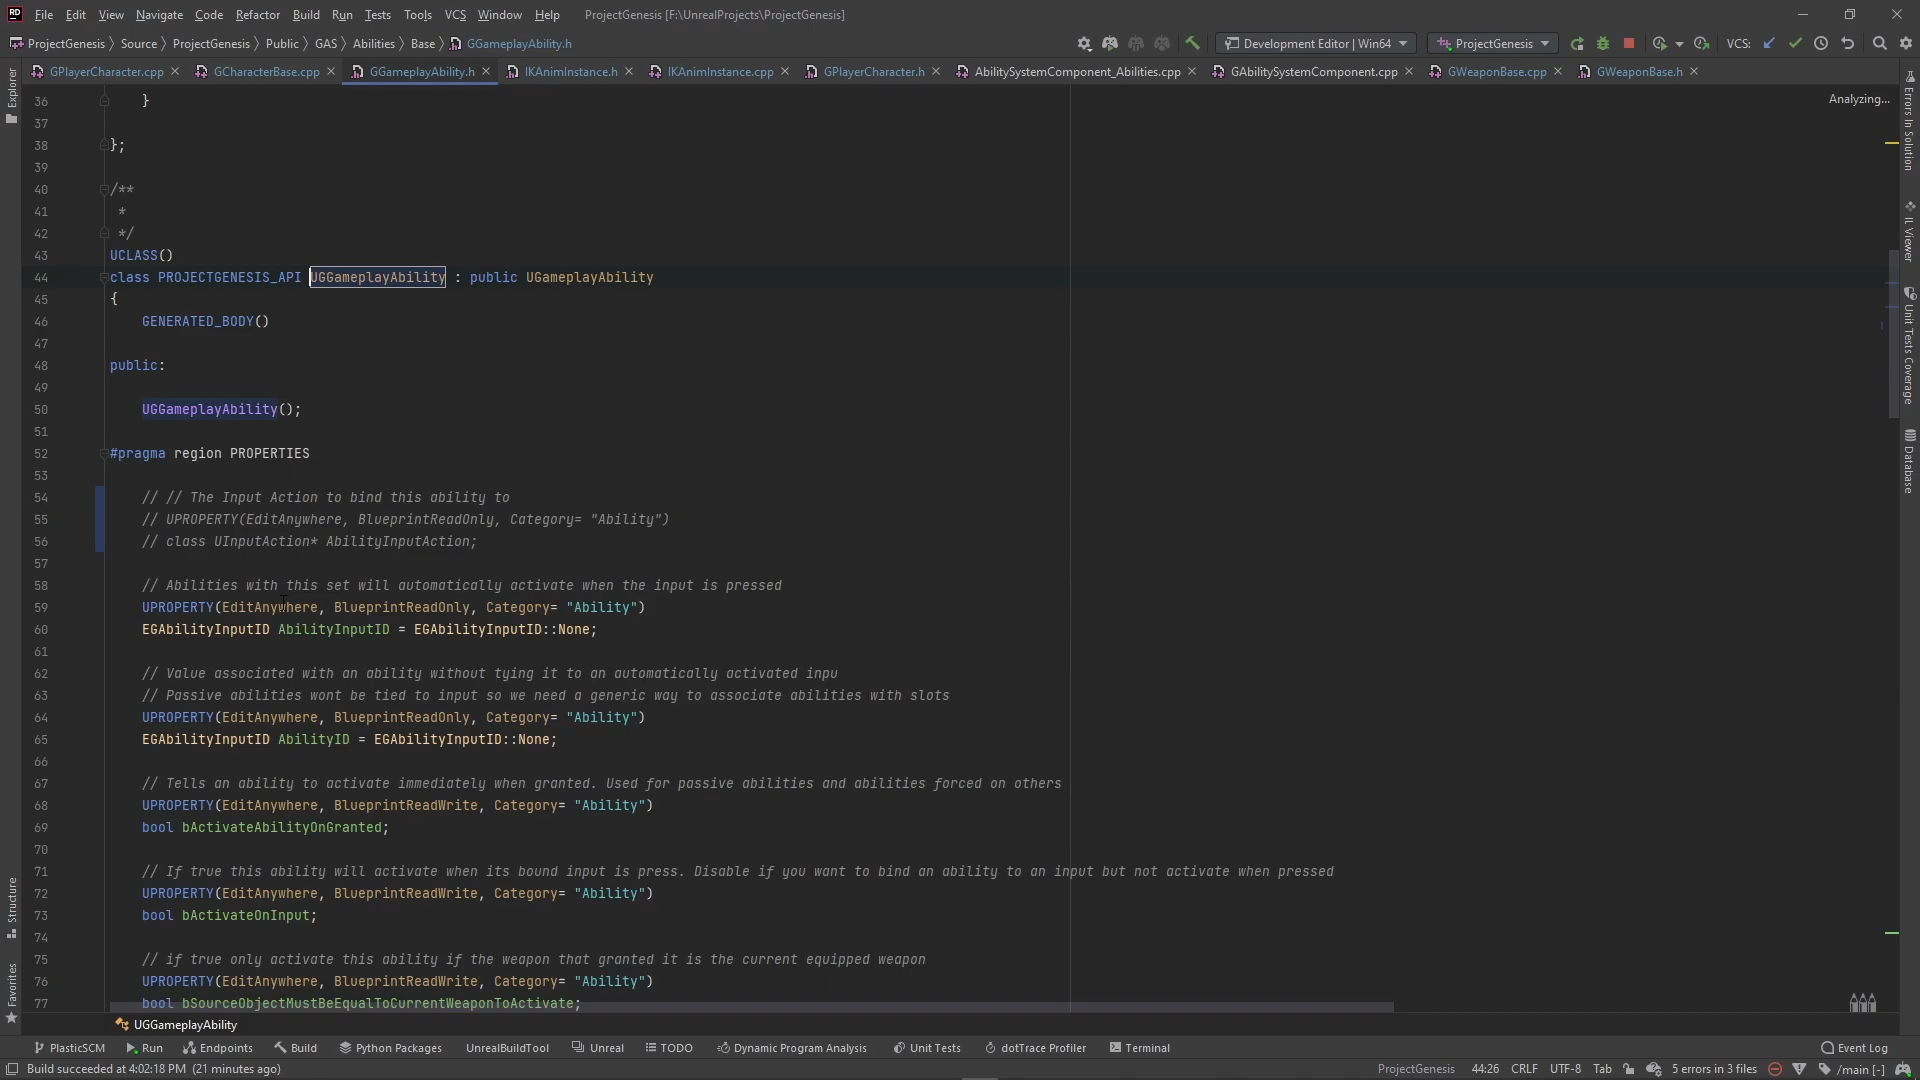 RD File Edit View Navigate Code Refactor Build Run Tests Tools VCS Window Help ProjectGenesis [F:\UnrealProjects\ProjectGenesis]
ProjectGenesis Source ProjectGenesis Public GAS Abilities Base GGameplayAbility.h Development Editor | Win64 ProjectGenesis VCS:
GPlayerCharacter.cpp GCharacterBase.cpp GGameplayAbility.h IKAnimInstance.h IKAnimInstance.cpp GPlayerCharacter.h AbilitySystemComponent_Abilities.cpp GAbilitySystemComponent.cpp GWeaponBase.cpp GWeaponBase.h
Explorer
Structure
Favorites
Analyzing...
36 }
37
38 };
39
40 /**
41 *
42 */
43 UCLASS()
44 class PROJECTGENESIS_API UGGameplayAbility : public UGameplayAbility
45 {
46 GENERATED_BODY()
47
48 public:
49
50 UGGameplayAbility();
51
52 #pragma region PROPERTIES
53
54 // // The Input Action to bind this ability to
55 // UPROPERTY(EditAnywhere, BlueprintReadOnly, Category= "Ability")
56 // class UInputAction* AbilityInputAction;
57
58 // Abilities with this set will automatically activate when the input is pressed
59 UPROPERTY(EditAnywhere, BlueprintReadOnly, Category= "Ability")
60 EGAbilityInputID AbilityInputID = EGAbilityInputID::None;
61
62 // Value associated with an ability without tying it to an automatically activated inpu
63 // Passive abilities wont be tied to input so we need a generic way to associate abilities with slots
64 UPROPERTY(EditAnywhere, BlueprintReadOnly, Category= "Ability")
65 EGAbilityInputID AbilityID = EGAbilityInputID::None;
66
67 // Tells an ability to activate immediately when granted. Used for passive abilities and abilities forced on others
68 UPROPERTY(EditAnywhere, BlueprintReadWrite, Category= "Ability")
69 bool bActivateAbilityOnGranted;
70
71 // If true this ability will activate when its bound input is press. Disable if you want to bind an ability to an input but not activate when pressed
72 UPROPERTY(EditAnywhere, BlueprintReadWrite, Category= "Ability")
73 bool bActivateOnInput;
74
75 // if true only activate this ability if the weapon that granted it is the current equipped weapon
76 UPROPERTY(EditAnywhere, BlueprintReadWrite, Category= "Ability")
77 bool bSourceObjectMustBeEqualToCurrentWeaponToActivate;
Errors In Solution
IL Viewer
Unit Tests Coverage
Database
UGGameplayAbility
PlasticSCM Run Endpoints Build Python Packages UnrealBuildTool Unreal TODO Dynamic Program Analysis Unit Tests dotTrace Profiler Terminal Event Log
Build succeeded at 4:02:18 PM (21 minutes ago) ProjectGenesis 44:26 CRLF UTF-8 Tab 5 errors in 3 files /main [-]